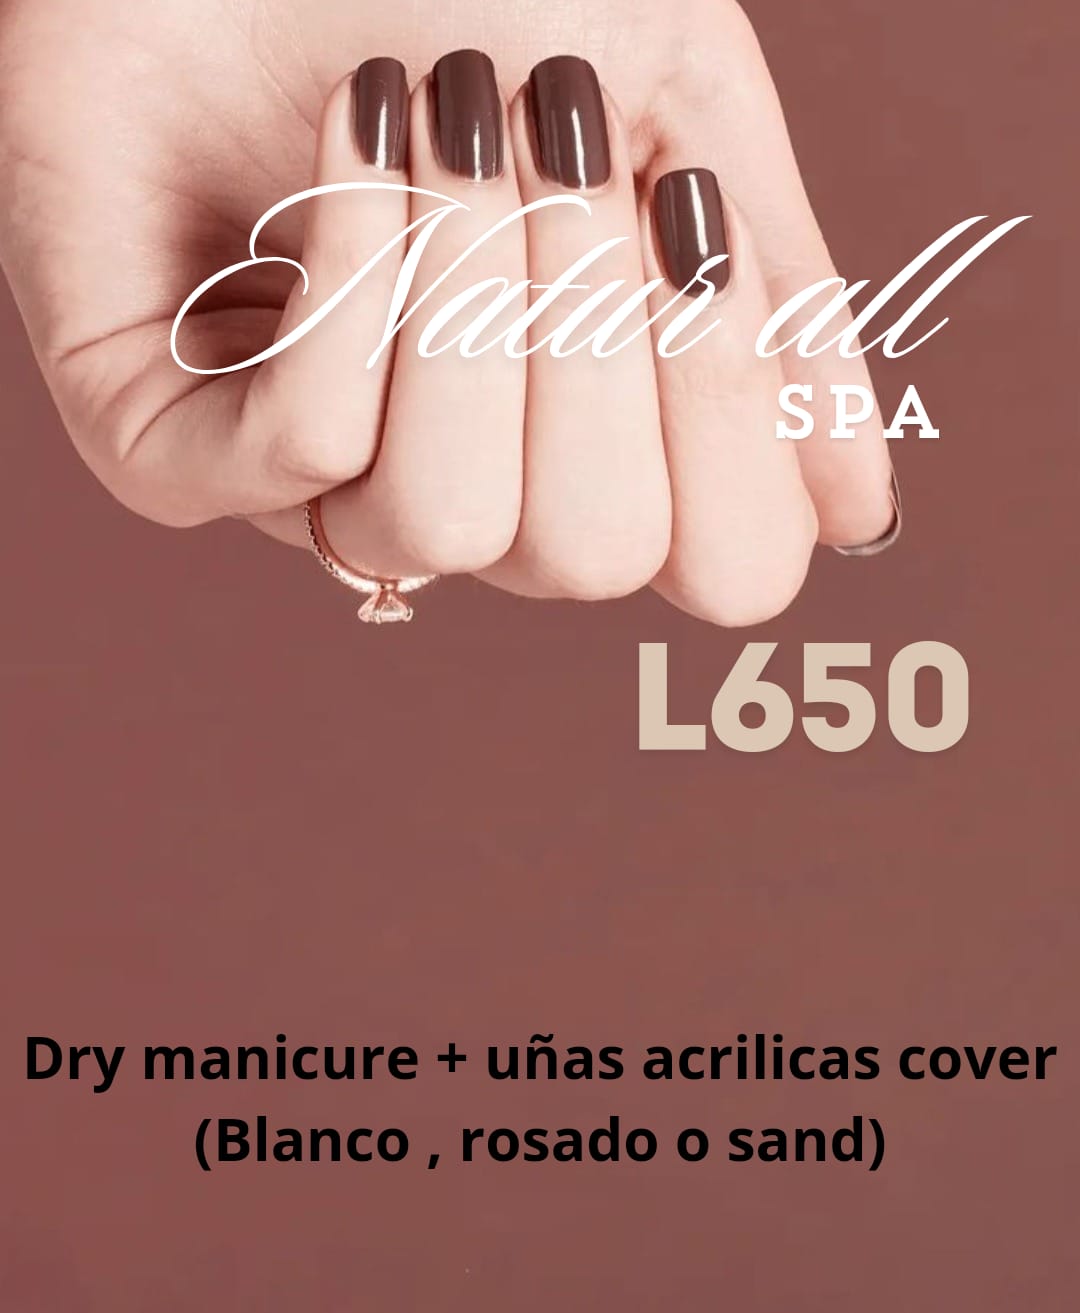 Natur all
SPA
L650
Dry manicure + uñas acrilicas cover
(Blanco , rosado o sand)